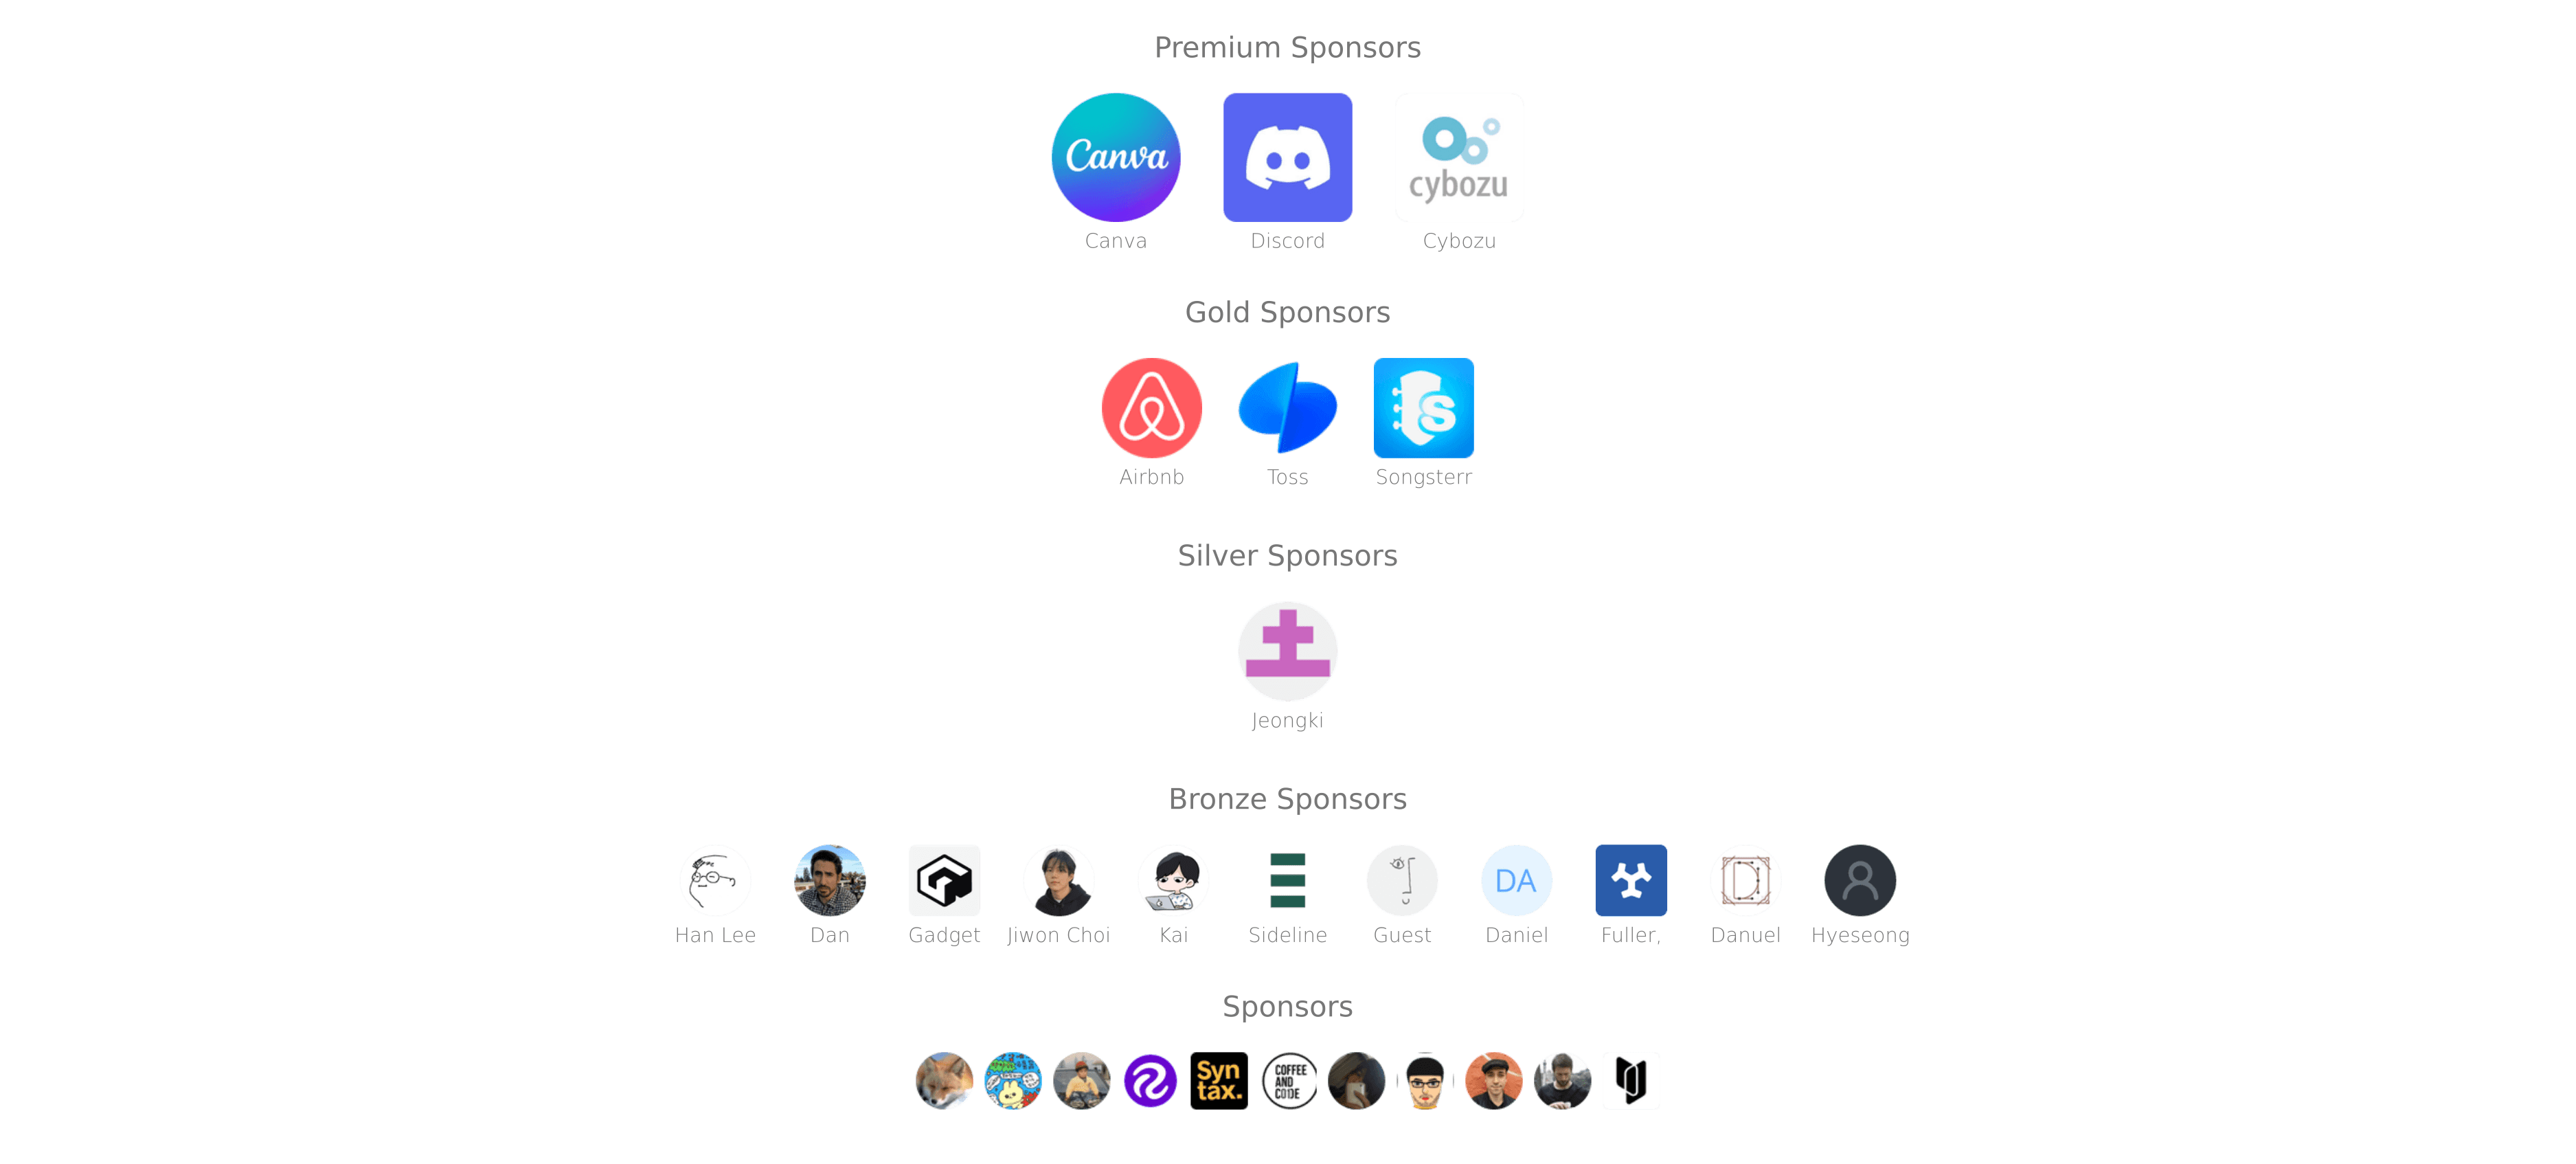 Premium Sponsors
Canva
cybozu
Canva Discord Cybozu
Gold Sponsors
S
Airbnb Toss Songsterr
Silver Sponsors
Jeongki
Bronze Sponsors
DA
D
Han Lee Dan Gadget Jiwon Choi Kai Sideline Guest Daniel Fuller, Danuel Hyeseong
Sponsors
Syn
tax.
COFFEE
AND
CODE